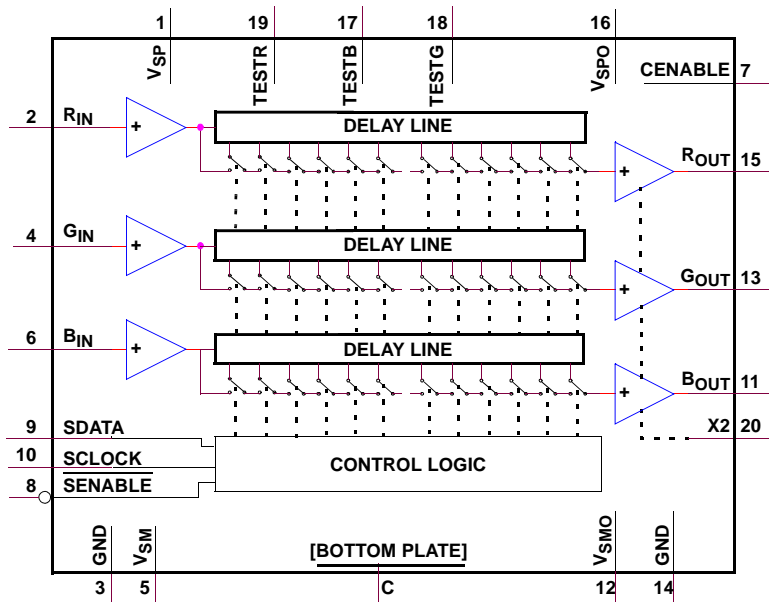 1 19 17 18 16
VSP TESTR TESTB TESTG VSPO
CENABLE 7
2 RIN + DELAY LINE
+ ROUT 15
4 GIN + DELAY LINE
+ GOUT 13
6 BIN + DELAY LINE
+ BOUT 11
9 SDATA
X2 20
10 SCLOCK CONTROL LOGIC
8 SENABLE
GND VSM [BOTTOM PLATE] VSMO GND
3 5 C 12 14